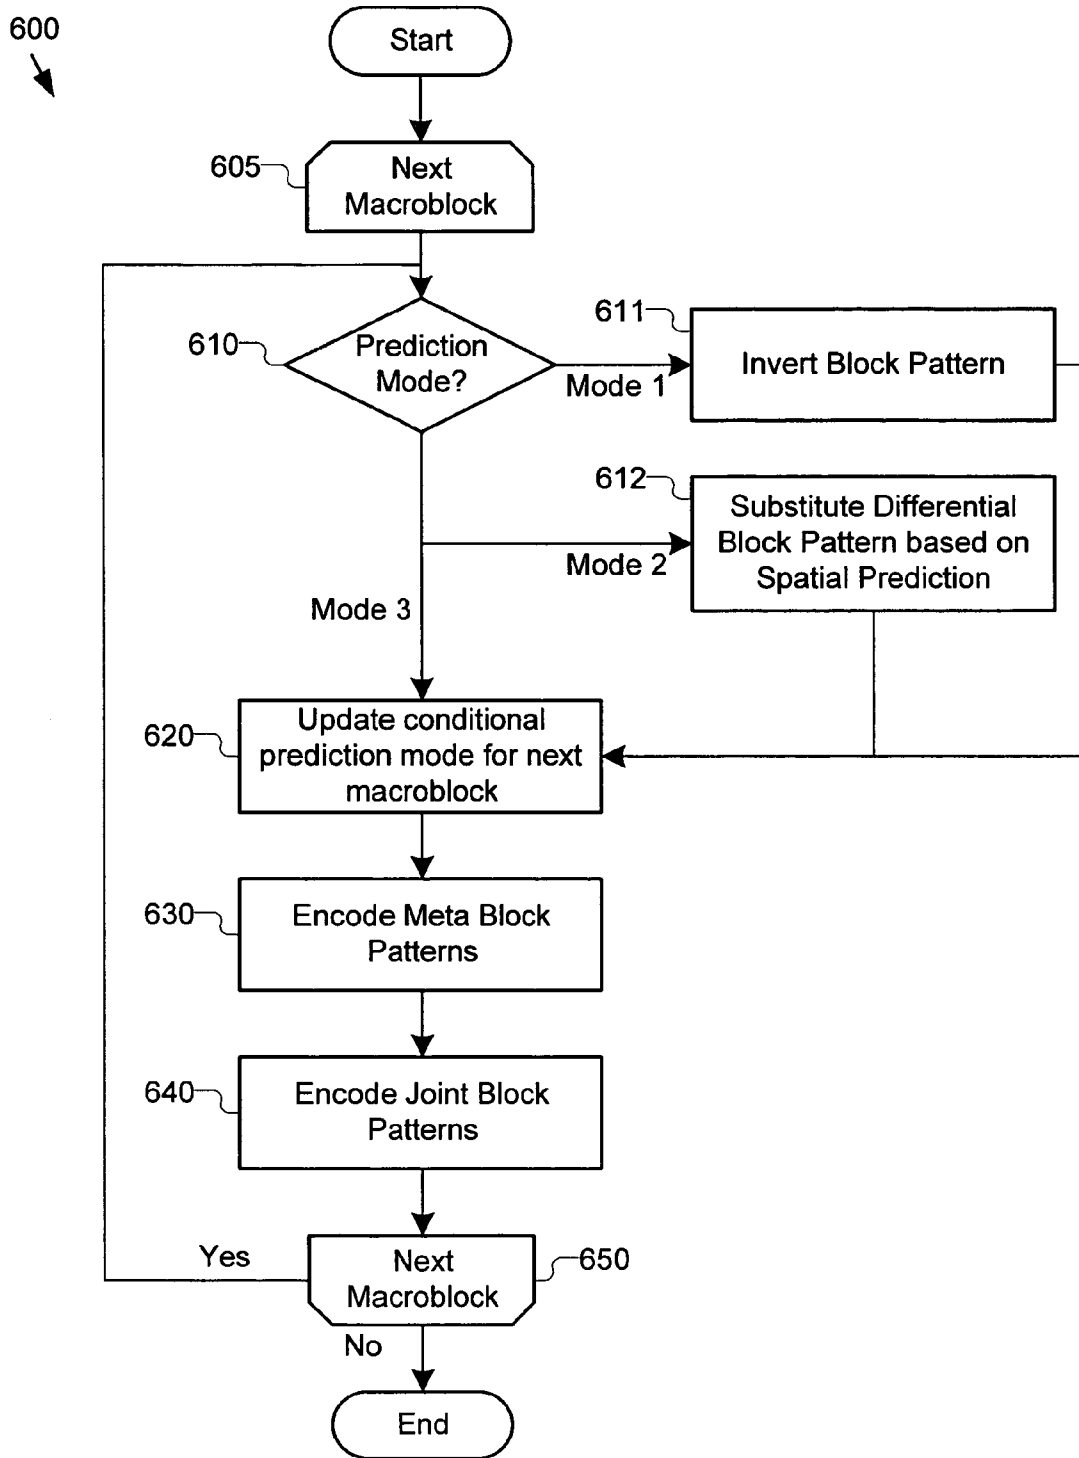 600
Start
605
Next
Macroblock
610
Prediction
Mode?
Mode 1
611
Invert Block Pattern
612
Substitute Differential
Block Pattern based on
Spatial Prediction
Mode 2
Mode 3
620
Update conditional
prediction mode for next
macroblock
630
Encode Meta Block
Patterns
640
Encode Joint Block
Patterns
Yes
Next
Macroblock
650
No
End